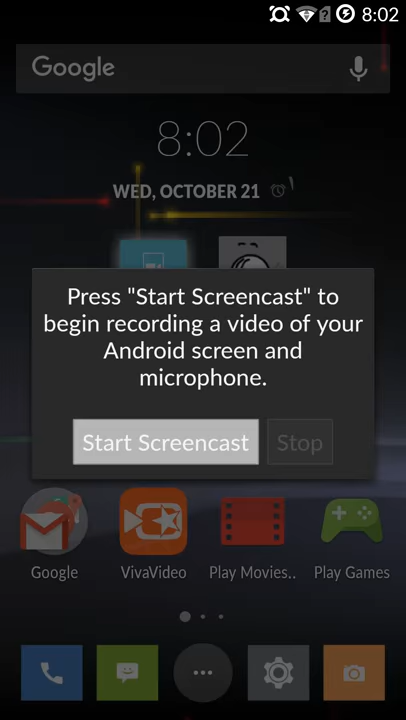 8:02
Google
8:02
WED, OCTOBER 21
Press "Start Screencast" to
begin recording a video of your
Android screen and
microphone.
Start Screencast
Stop
Google
VivaVideo
Play Movies..
Play Games